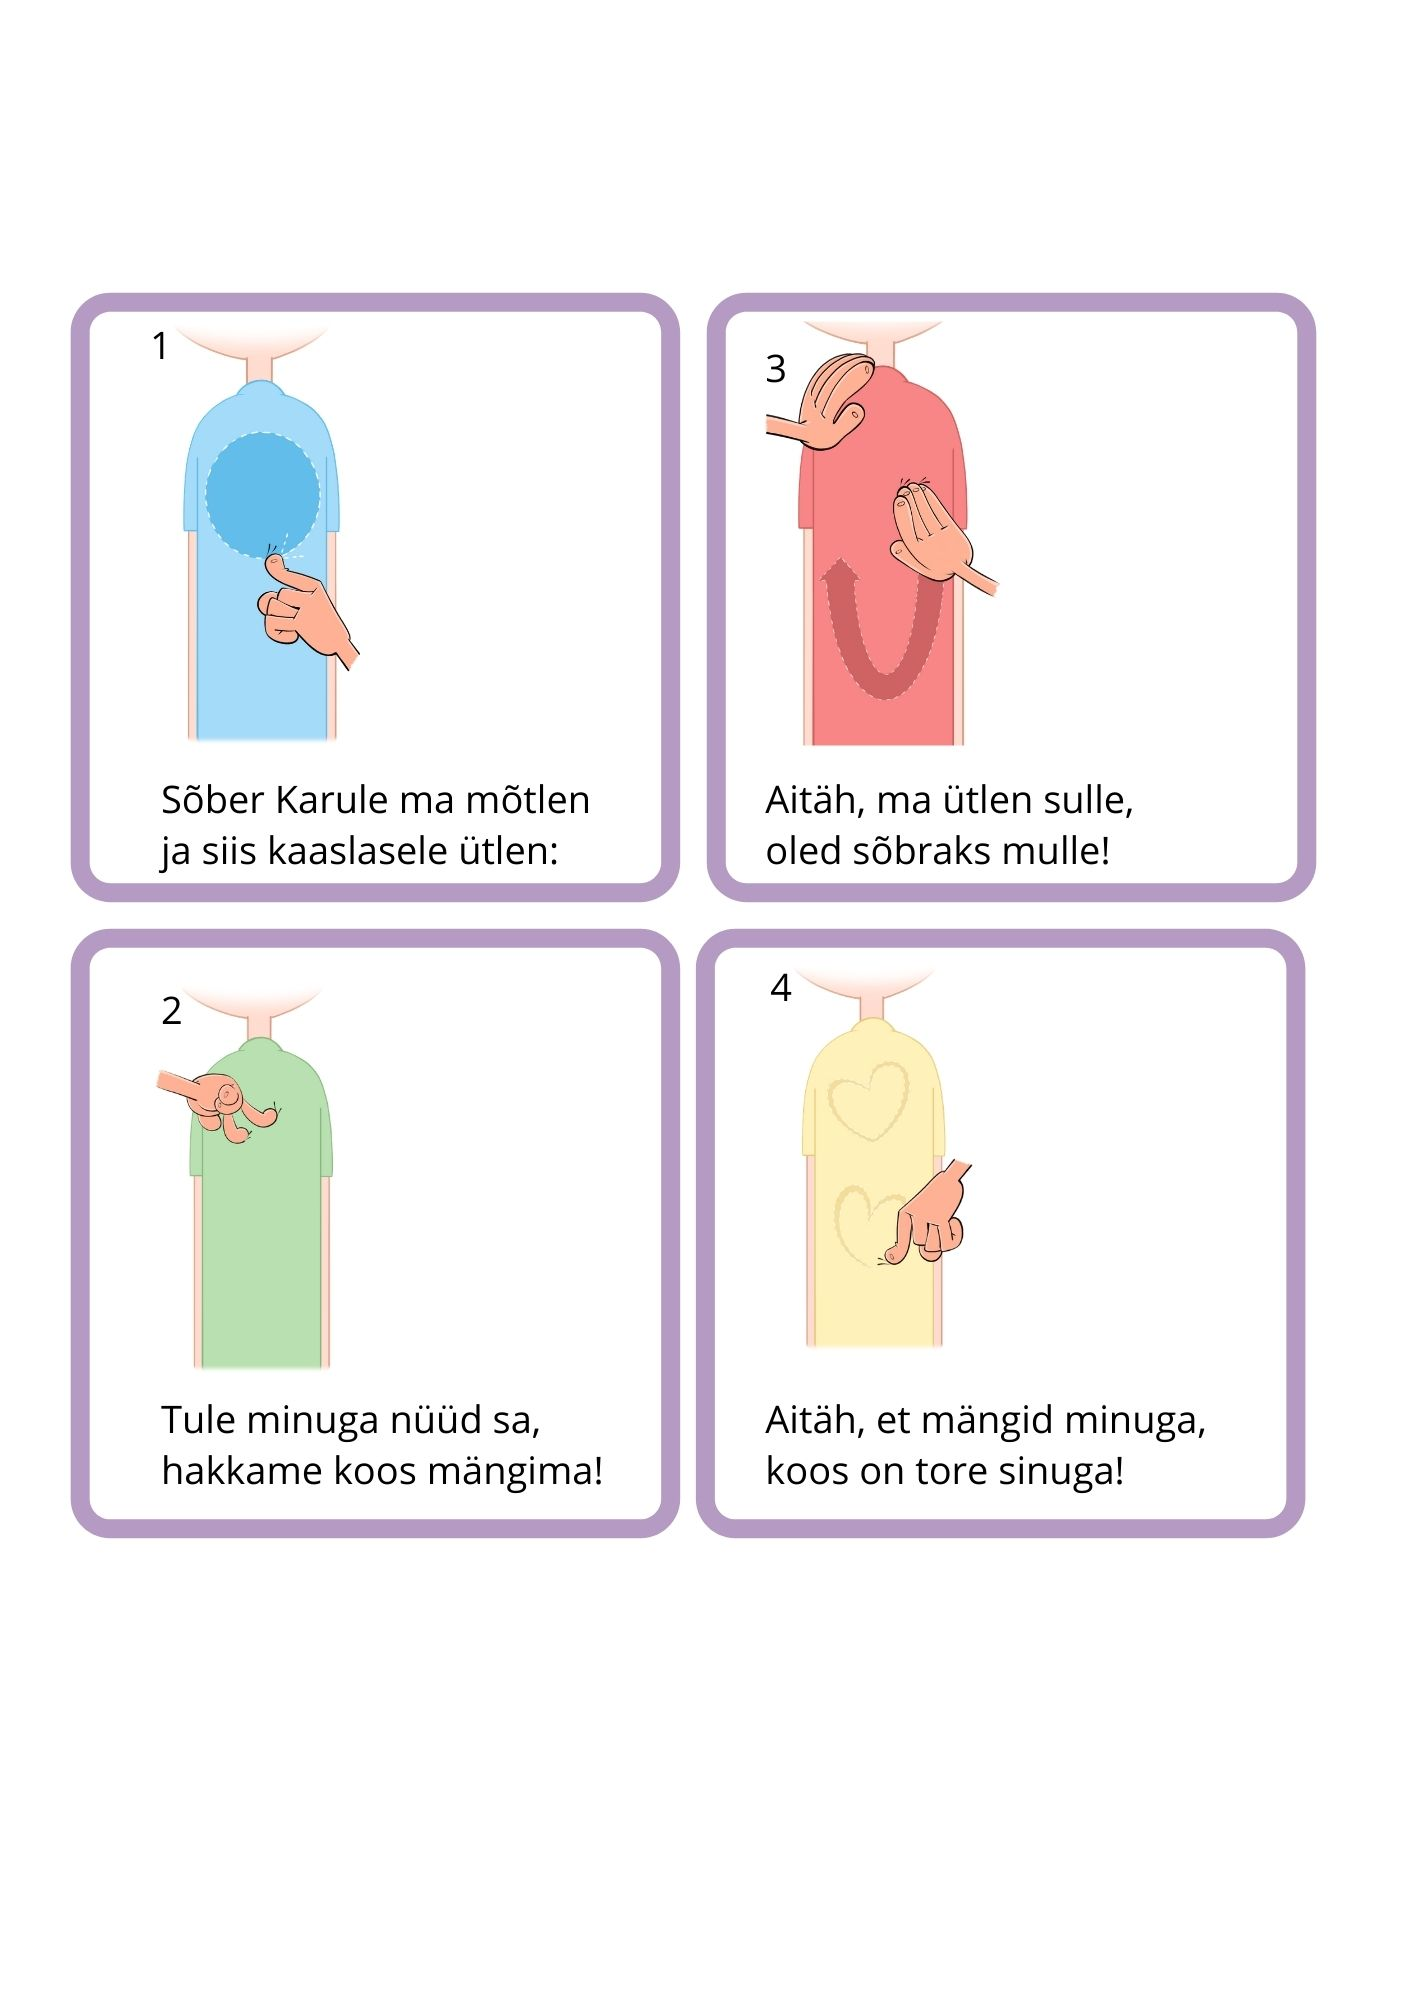 1
Sõber Karule ma mõtlen
ja siis kaaslasele ütlen:
2
Tule minuga nüüd sa,
hakkame koos mängima!
3
Aitäh, ma ütlen sulle,
oled sõbraks mulle!
4
Aitäh, et mängid minuga,
koos on tore sinuga!